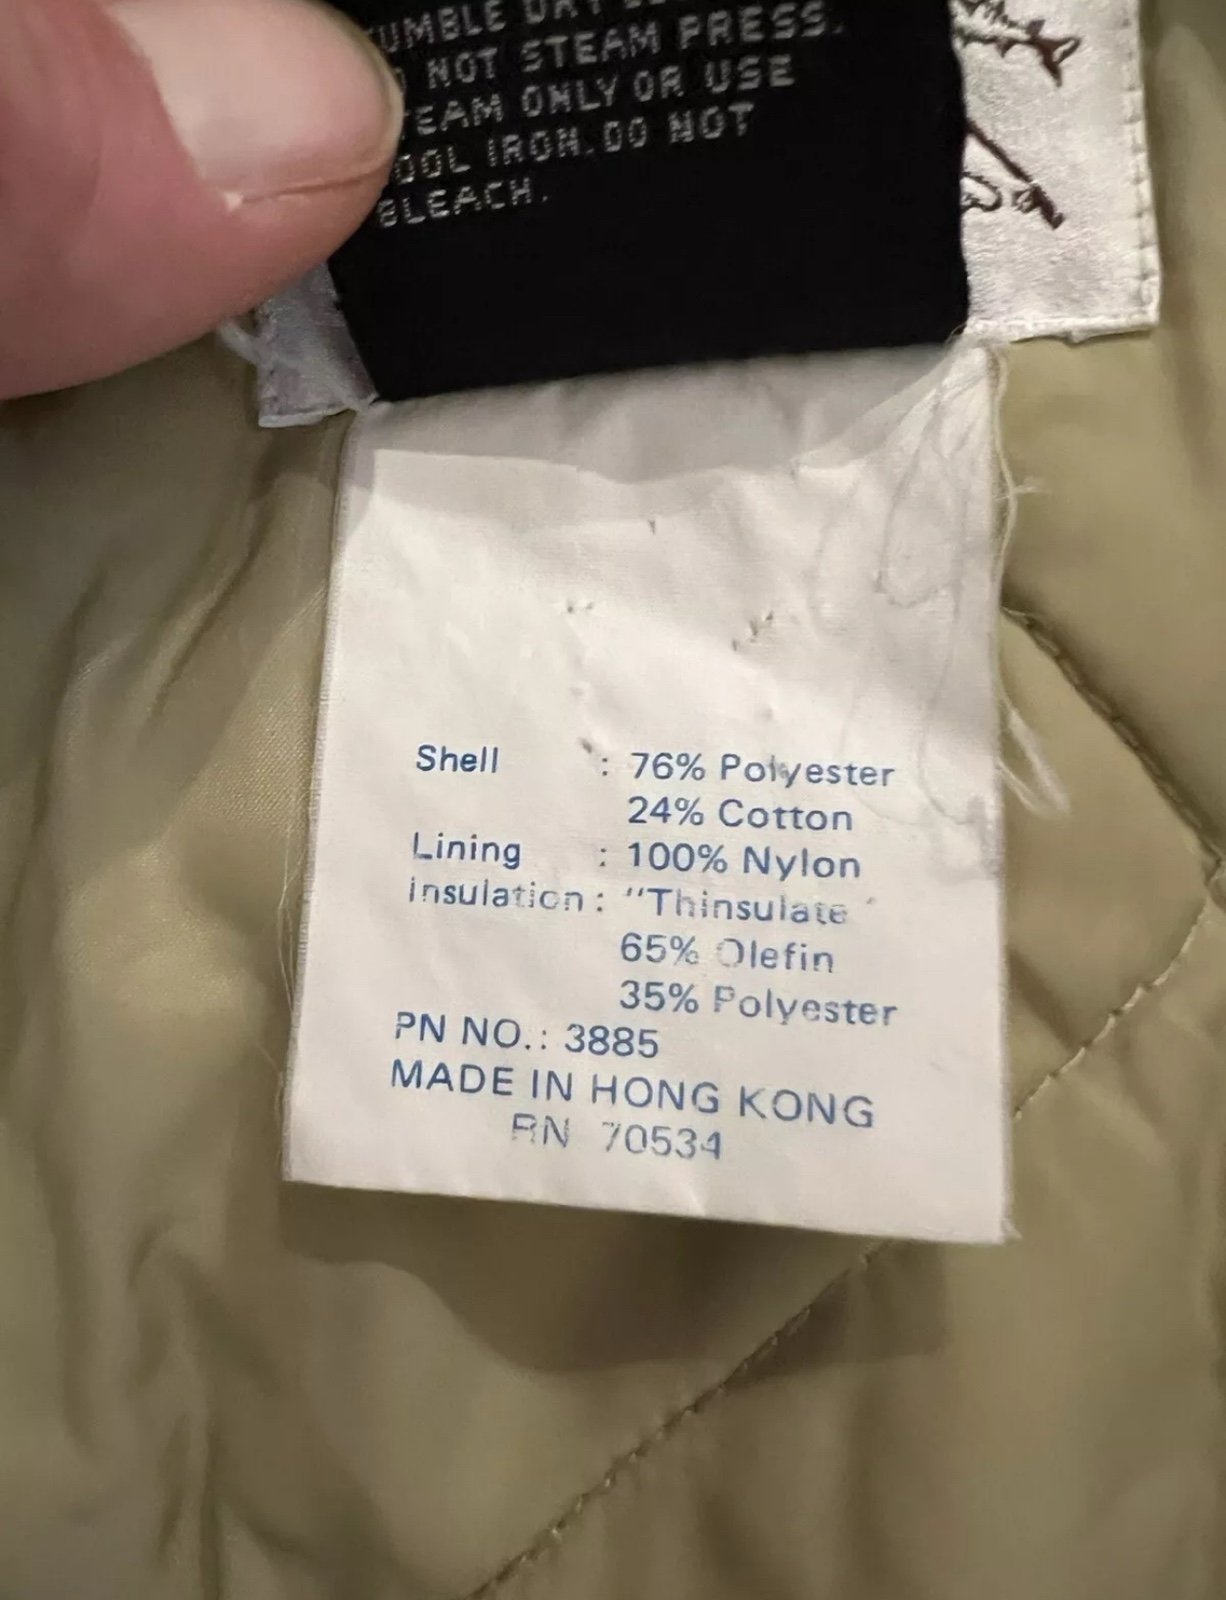 TUMBLE DRY
NOT STEAM PRESS.
TEAM ONLY OR USE
OOL IRON. DO NOT
BLEACH.
Shell : 76% Polyester
24% Cotton
Lining : 100% Nylon
insulation : "Thinsulate"
65% Olefin
35% Polyester
PN NO.: 3885
MADE IN HONG KONG
RN 70534